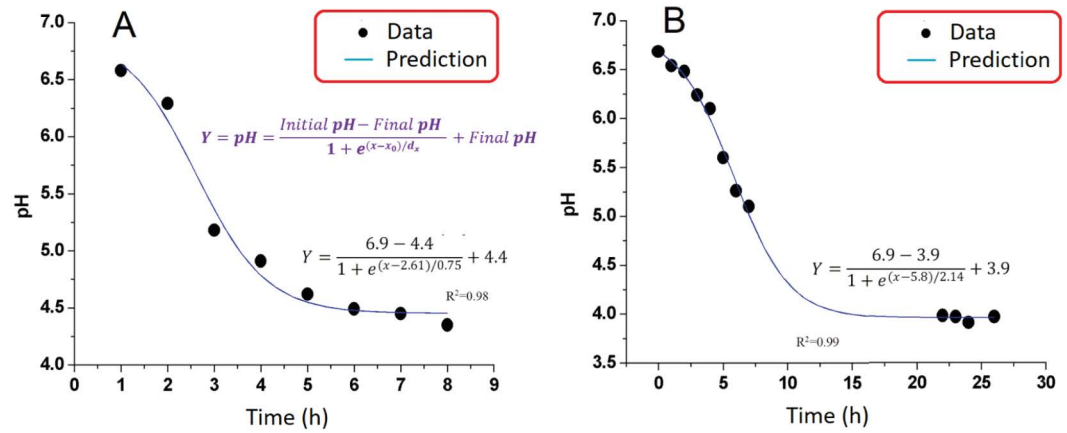 A
Data
Prediction
pH
7.0
6.5
6.0
5.5
5.0
4.5
4.0
Y = pH = (Initial pH − Final pH) / (1 + e^(x−x₀)/dₓ) + Final pH
Y = (6.9 − 4.4) / (1 + e^(x−2.61)/0.75) + 4.4
R²=0.98
0 1 2 3 4 5 6 7 8 9
Time (h)
B
Data
Prediction
pH
7.0
6.5
6.0
5.5
5.0
4.5
4.0
3.5
Y = (6.9 − 3.9) / (1 + e^(x−5.8)/2.14) + 3.9
R²=0.99
0 5 10 15 20 25 30
Time (h)